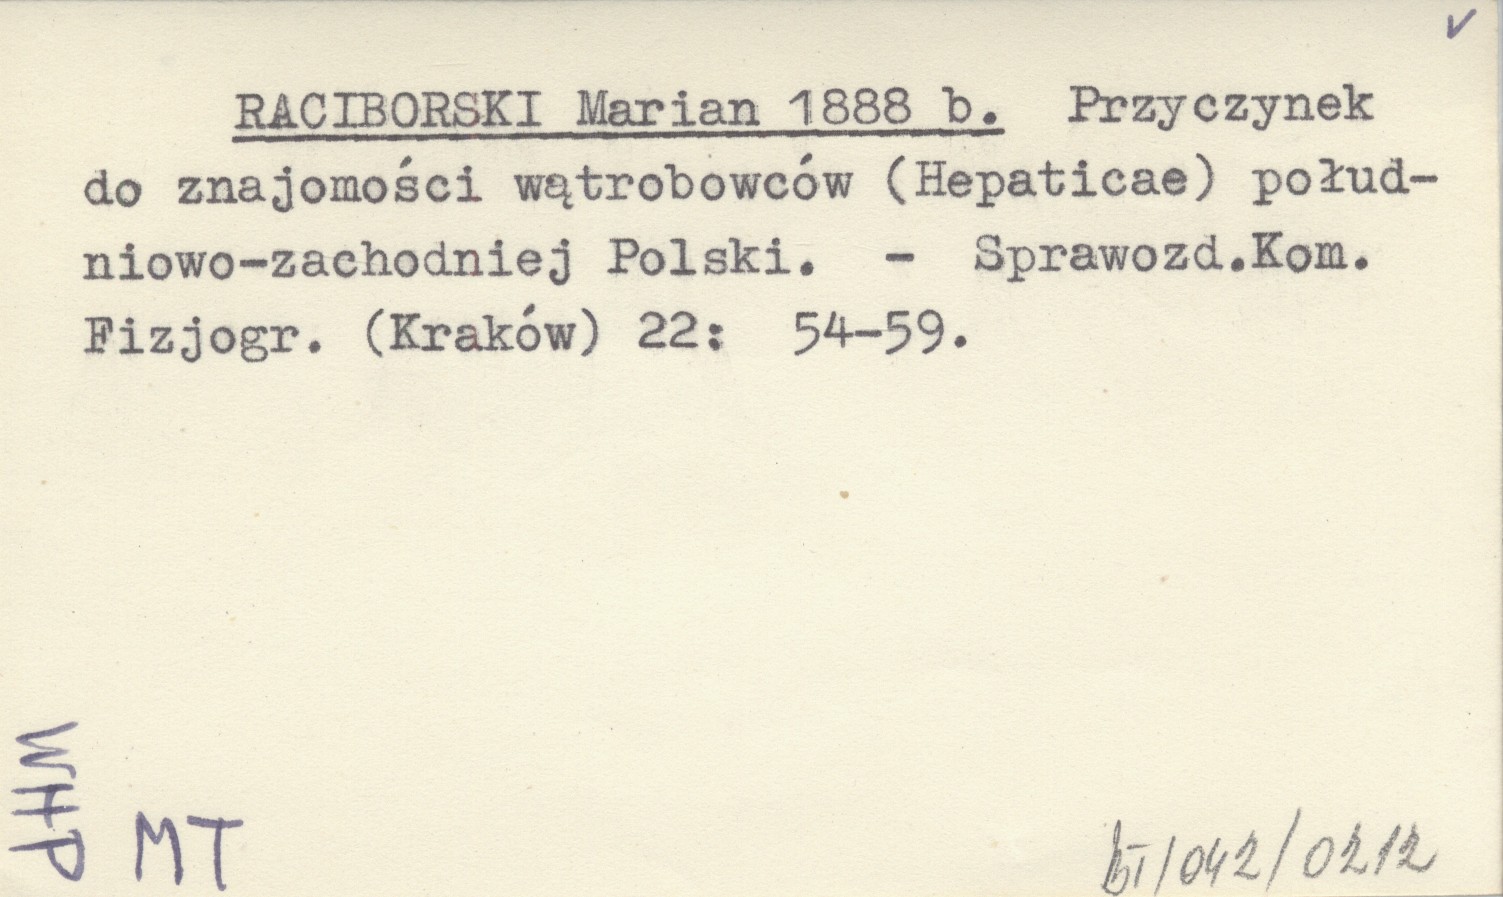 RACIBORSKI Marian 1888 b. Przyczynek
do znajomości wątrobowców (Hepaticae) połud-
niowo-zachodniej Polski. - Sprawozd.Kom.
Fizjogr. (Kraków) 22: 54-59.
WHP
MT
/042/0212